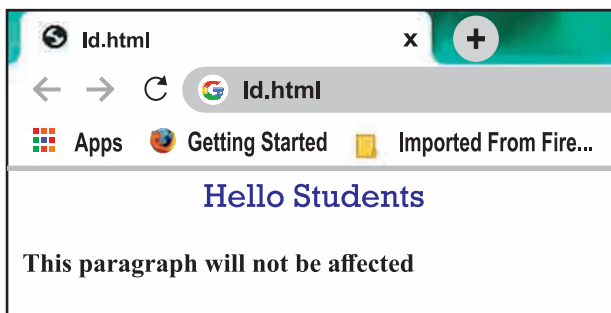 Id.html x +
Id.html
Apps Getting Started Imported From Fire...
Hello Students
This paragraph will not be affected